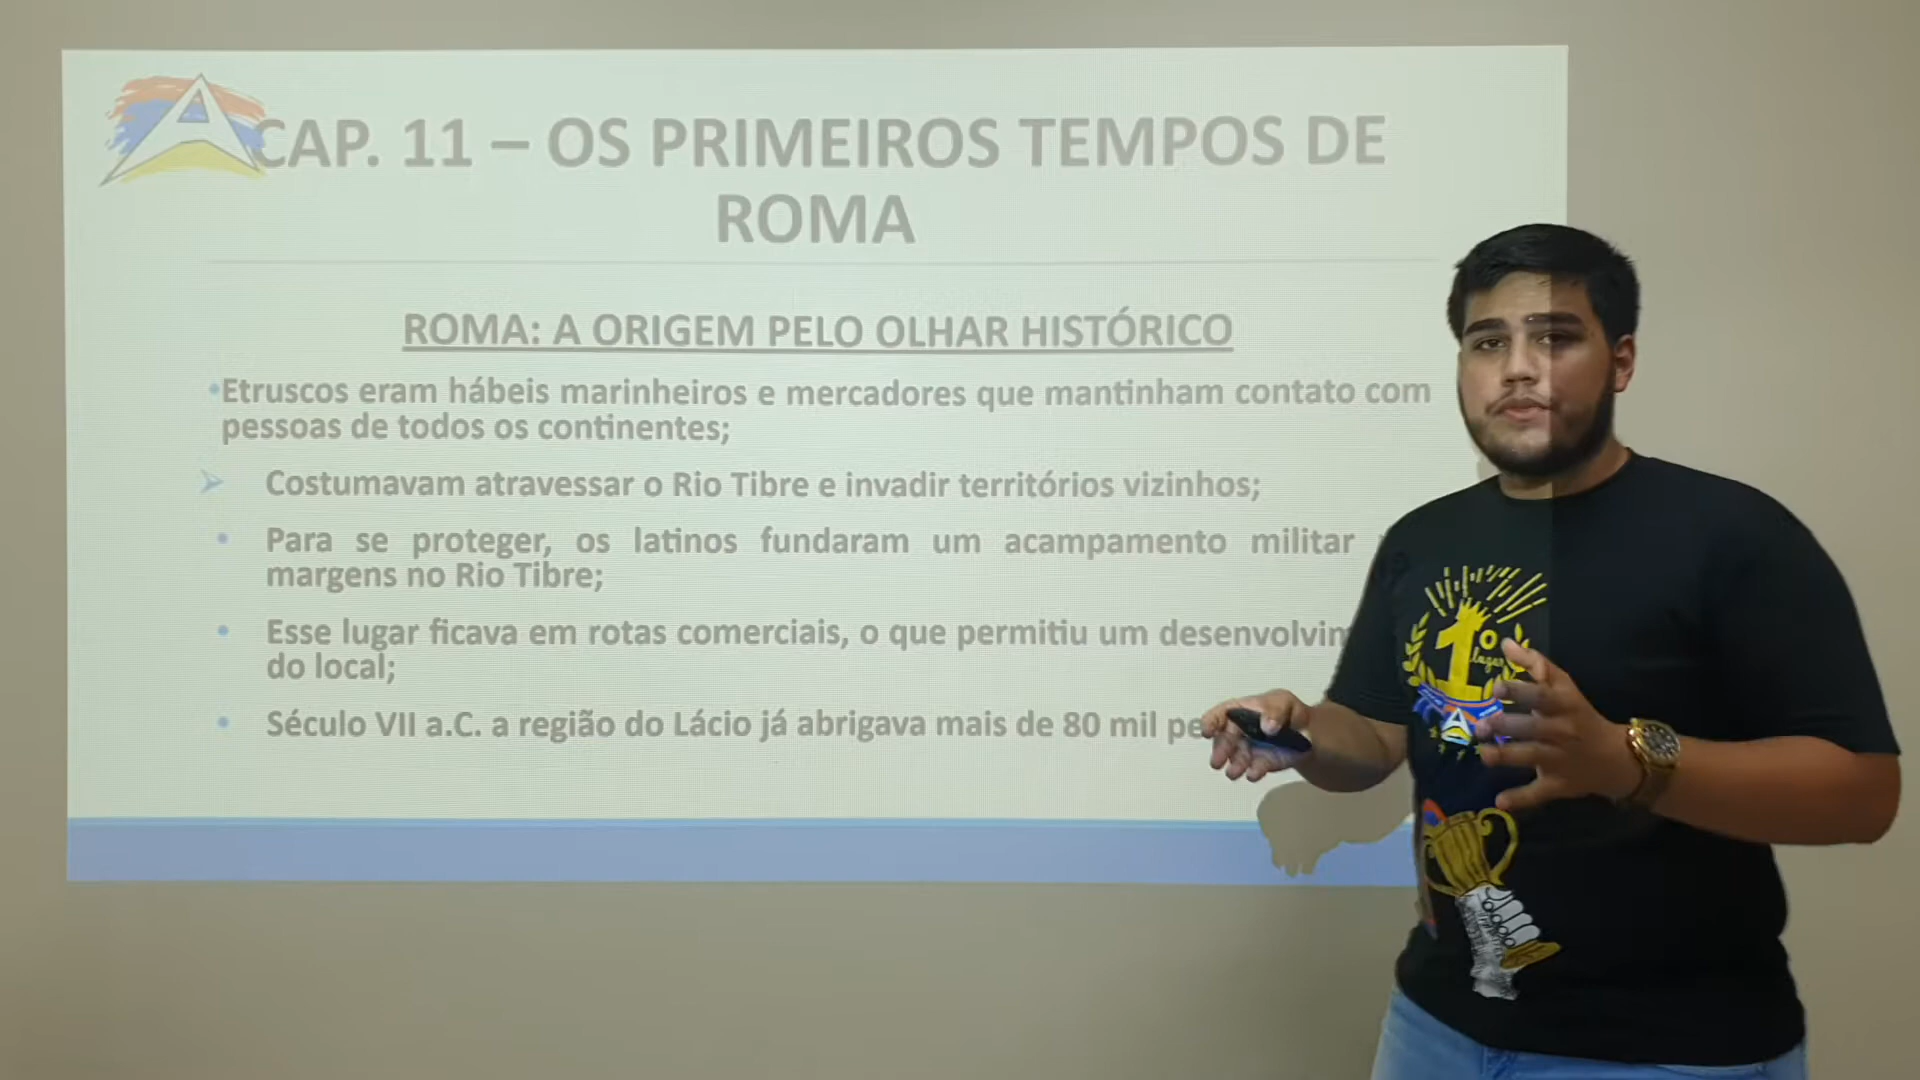 CAP. 11 – OS PRIMEIROS TEMPOS DE
ROMA
ROMA: A ORIGEM PELO OLHAR HISTÓRICO
•Etruscos eram hábeis marinheiros e mercadores que mantinham contato com
pessoas de todos os continentes;
➢ Costumavam atravessar o Rio Tibre e invadir territórios vizinhos;
• Para se proteger, os latinos fundaram um acampamento militar
margens no Rio Tibre;
• Esse lugar ficava em rotas comerciais, o que permitiu um
do local;
• Século VII a.C. a região do Lácio já abrigava mais de 80 mil
1º
lugar